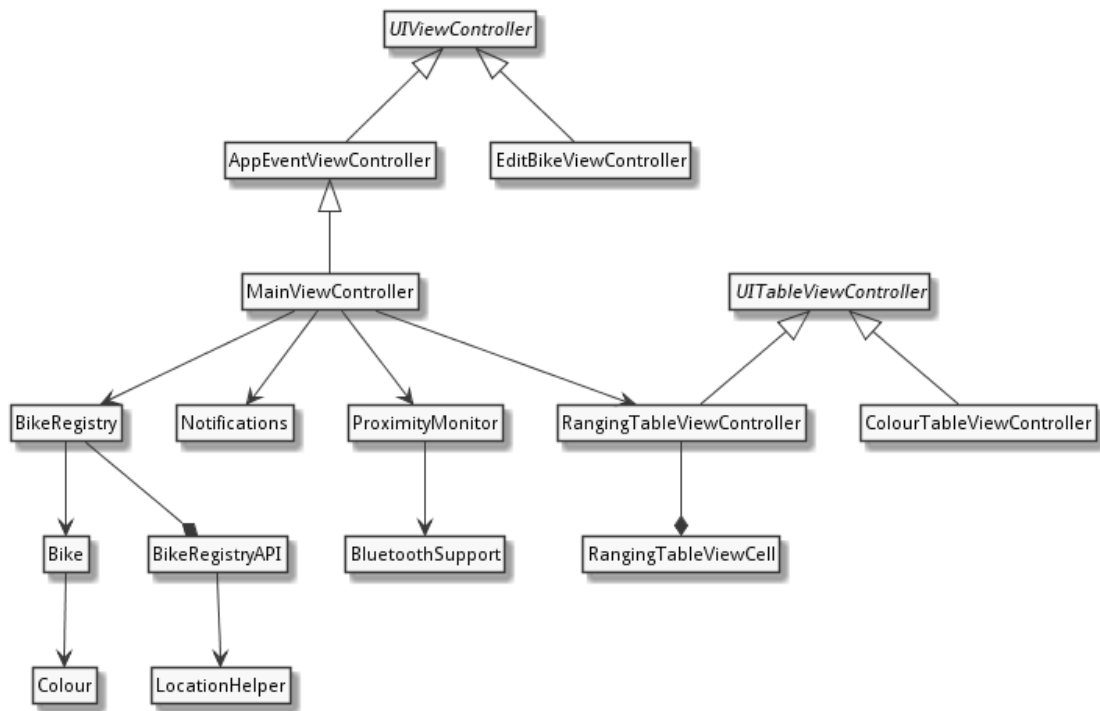 UIViewController
AppEventViewController
EditBikeViewController
MainViewController
UITableViewController
BikeRegistry
Notifications
ProximityMonitor
RangingTableViewController
ColourTableViewController
Bike
BikeRegistryAPI
BluetoothSupport
RangingTableViewCell
Colour
LocationHelper